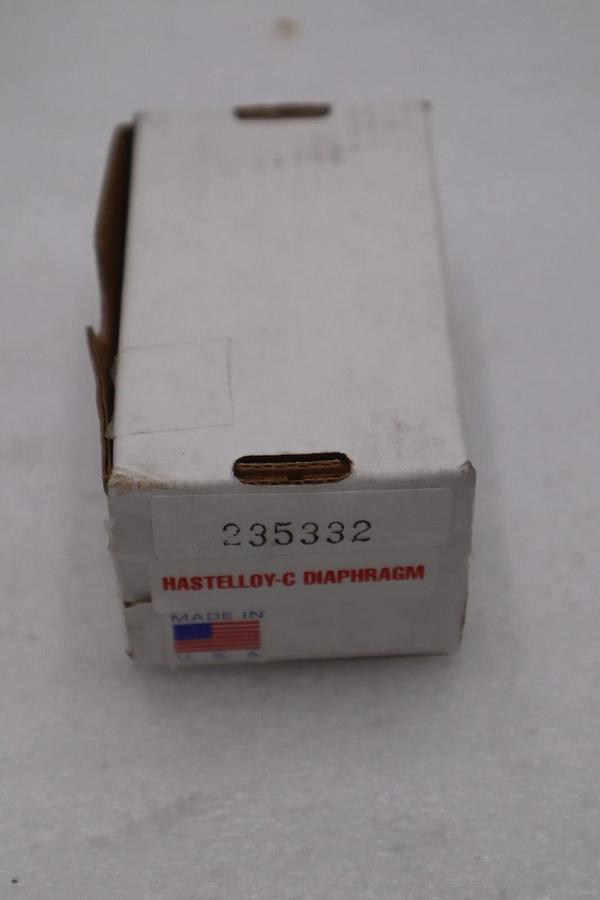 235332
HASTELLOY-C DIAPHRAGM
MADE IN
U. S. A.